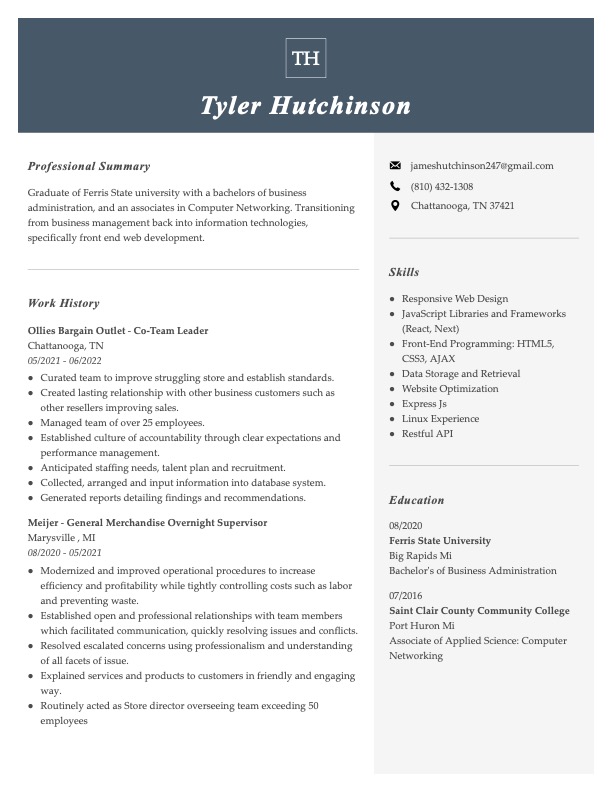 TH
Tyler Hutchinson
Professional Summary
Graduate of Ferris State university with a bachelors of business
administration, and an associates in Computer Networking. Transitioning
from business management back into information technologies,
specifically front end web development.
Work History
Ollies Bargain Outlet - Co-Team Leader
Chattanooga, TN
05/2021 - 06/2022
● Curated team to improve struggling store and establish standards.
● Created lasting relationship with other business customers such as
other resellers improving sales.
● Managed team of over 25 employees.
● Established culture of accountability through clear expectations and
performance management.
● Anticipated staffing needs, talent plan and recruitment.
● Collected, arranged and input information into database system.
● Generated reports detailing findings and recommendations.
Meijer - General Merchandise Overnight Supervisor
Marysville , MI
08/2020 - 05/2021
● Modernized and improved operational procedures to increase
efficiency and profitability while tightly controlling costs such as labor
and preventing waste.
● Established open and professional relationships with team members
which facilitated communication, quickly resolving issues and conflicts.
● Resolved escalated concerns using professionalism and understanding
of all facets of issue.
● Explained services and products to customers in friendly and engaging
way.
● Routinely acted as Store director overseeing team exceeding 50
employees
jameshutchinson247@gmail.com
(810) 432-1308
Chattanooga, TN 37421
Skills
● Responsive Web Design
● JavaScript Libraries and Frameworks
(React, Next)
● Front-End Programming: HTML5,
CSS3, AJAX
● Data Storage and Retrieval
● Website Optimization
● Express Js
● Linux Experience
● Restful API
Education
08/2020
Ferris State University
Big Rapids Mi
Bachelor's of Business Administration
07/2016
Saint Clair County Community College
Port Huron Mi
Associate of Applied Science: Computer
Networking